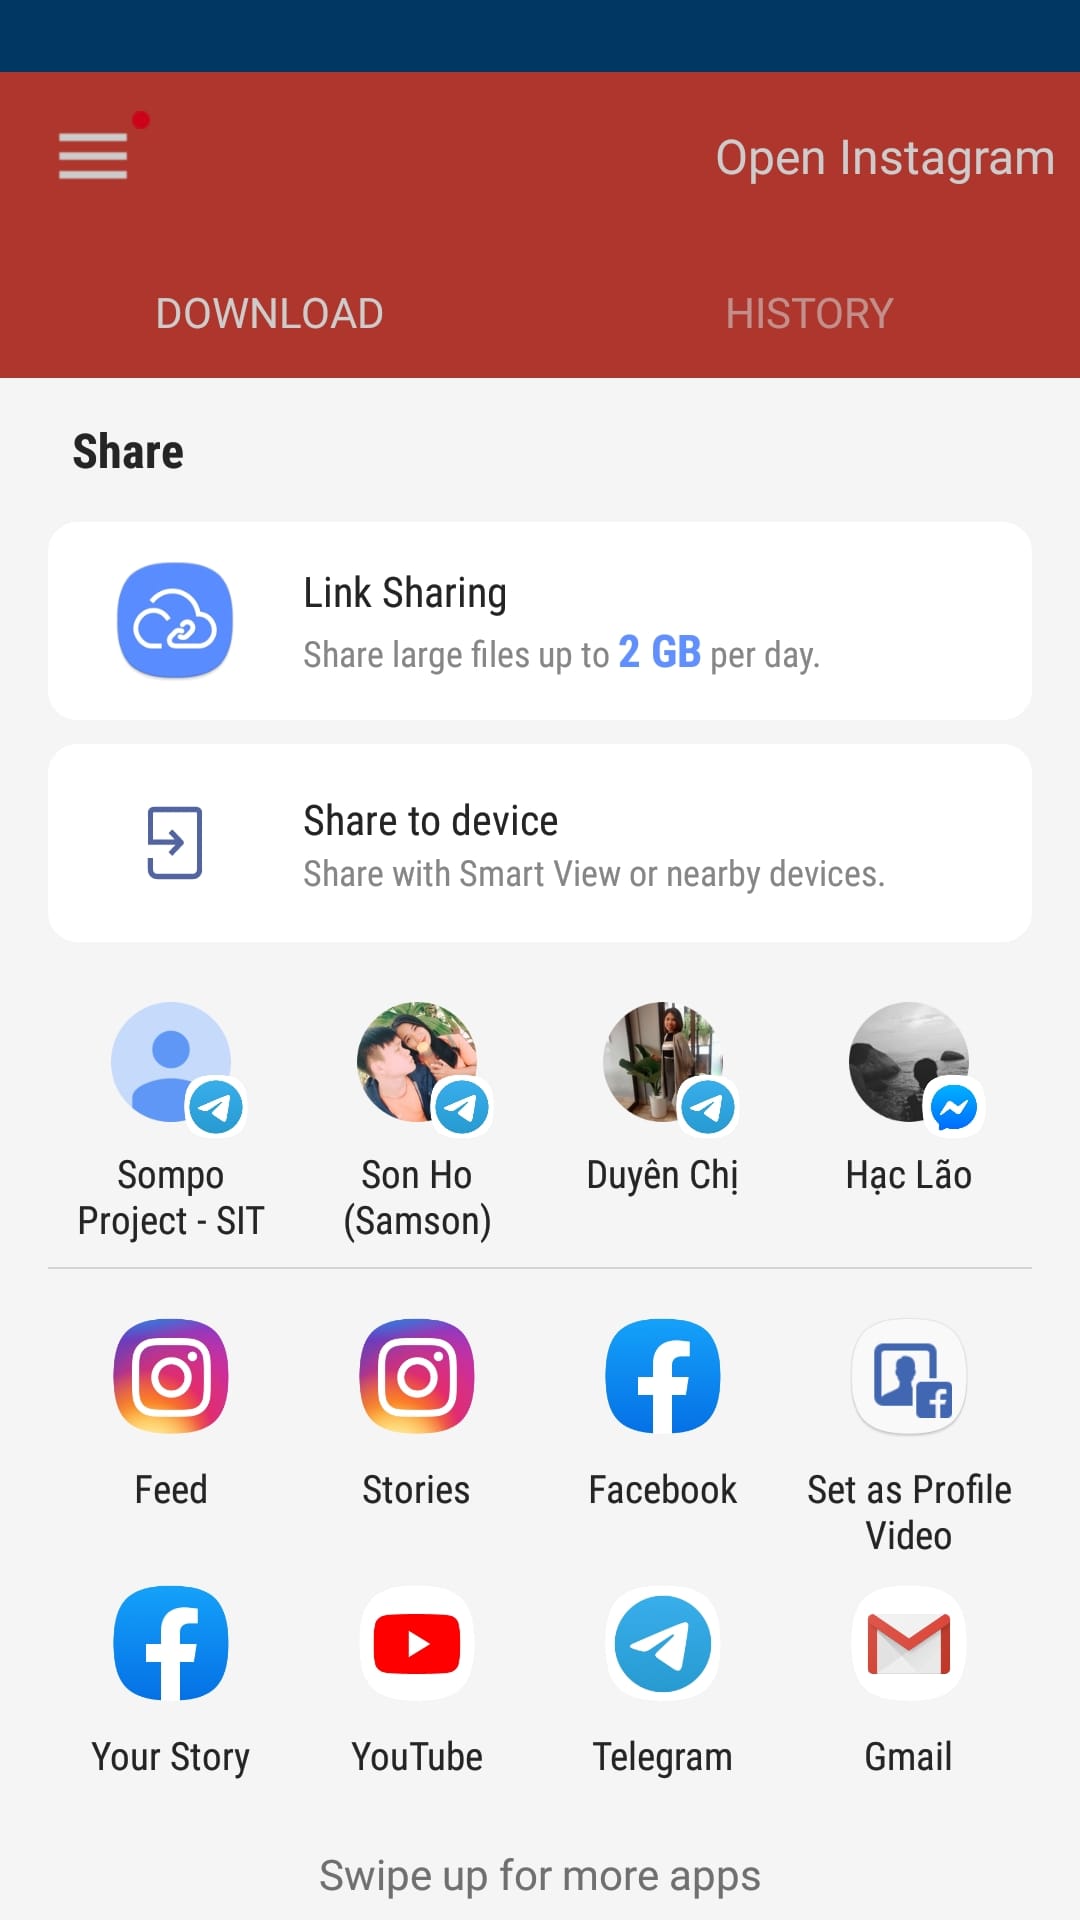 Open Instagram
DOWNLOAD
HISTORY
Share
Link Sharing
Share large files up to 2 GB per day.
Share to device
Share with Smart View or nearby devices.
Sompo
Project - SIT
Son Ho
(Samson)
Duyên Chị
Hạc Lão
Feed
Stories
Facebook
Set as Profile
Video
Your Story
YouTube
Telegram
Gmail
Swipe up for more apps